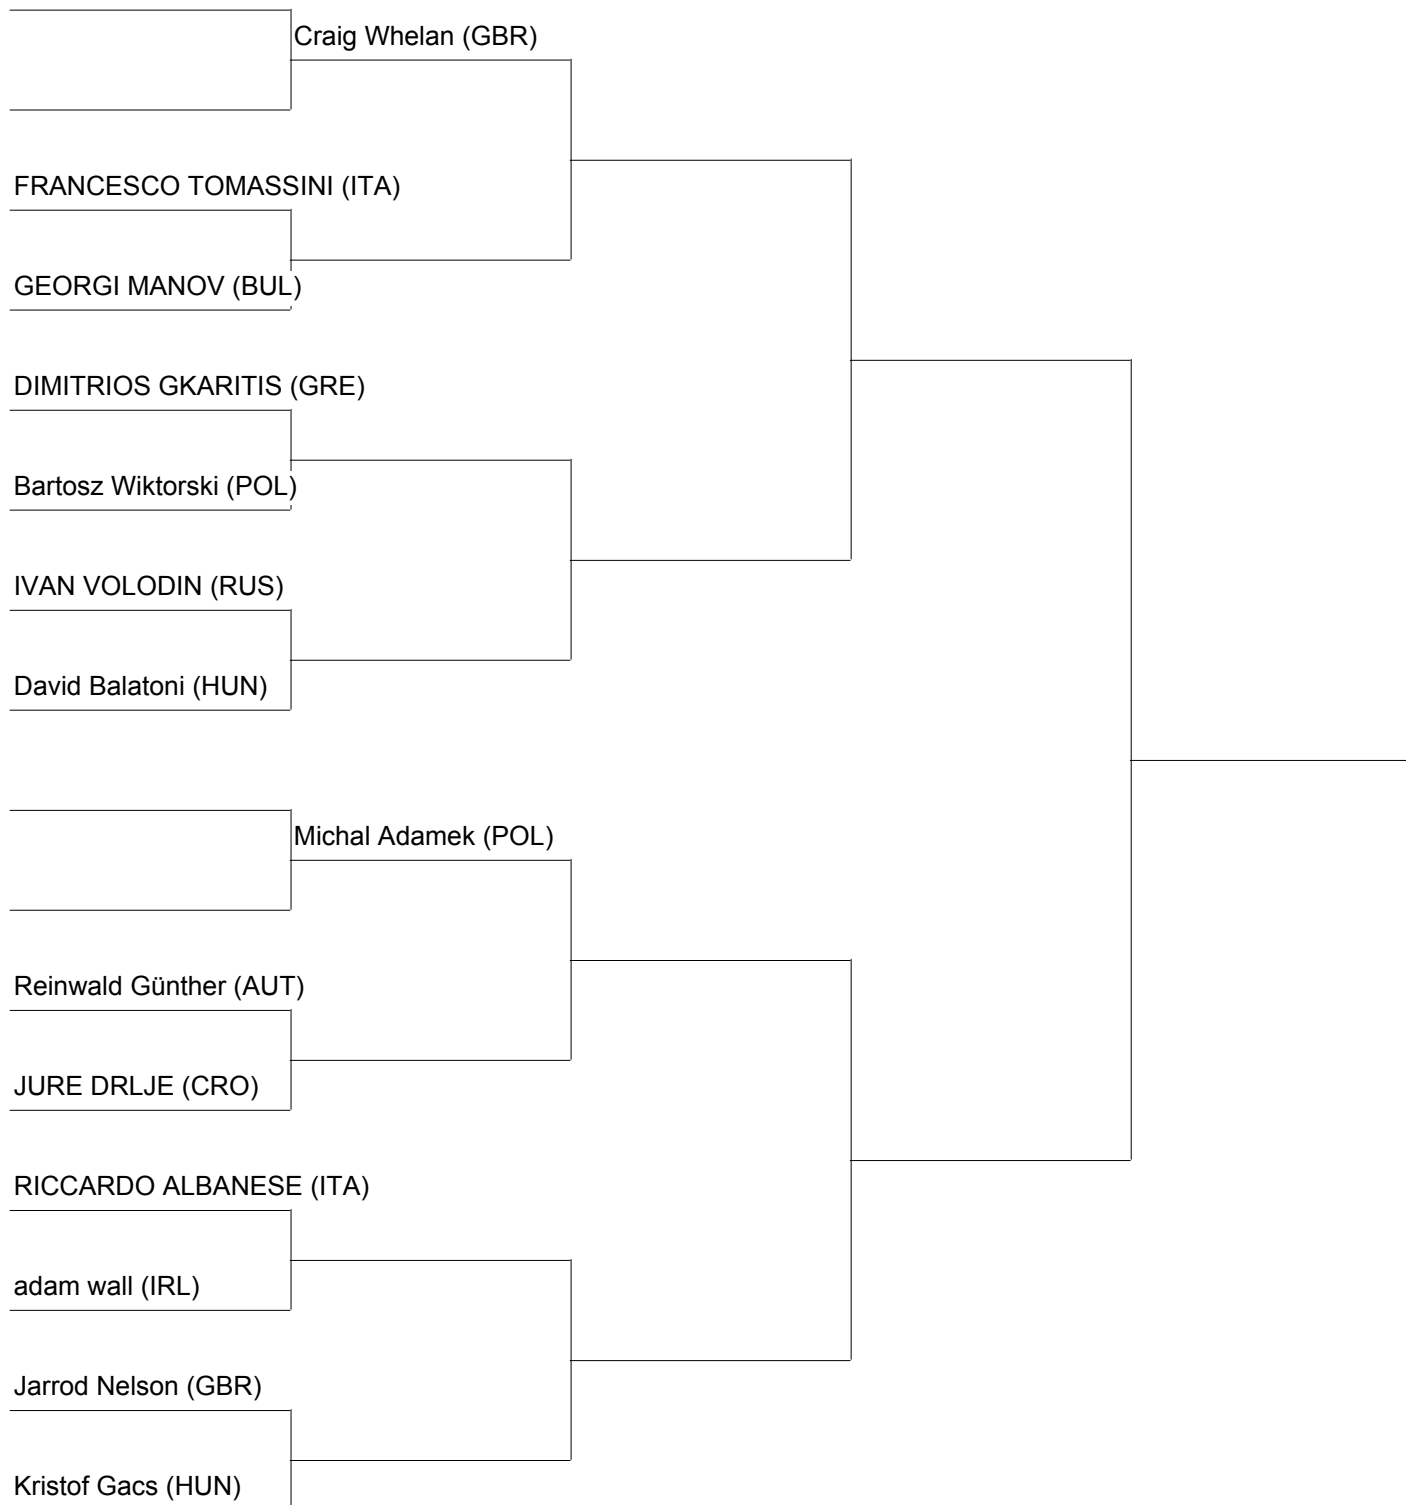 Craig Whelan (GBR)
FRANCESCO TOMASSINI (ITA)
GEORGI MANOV (BUL)
DIMITRIOS GKARITIS (GRE)
Bartosz Wiktorski (POL)
IVAN VOLODIN (RUS)
David Balatoni (HUN)
Michal Adamek (POL)
Reinwald Günther (AUT)
JURE DRLJE (CRO)
RICCARDO ALBANESE (ITA)
adam wall (IRL)
Jarrod Nelson (GBR)
Kristof Gacs (HUN)